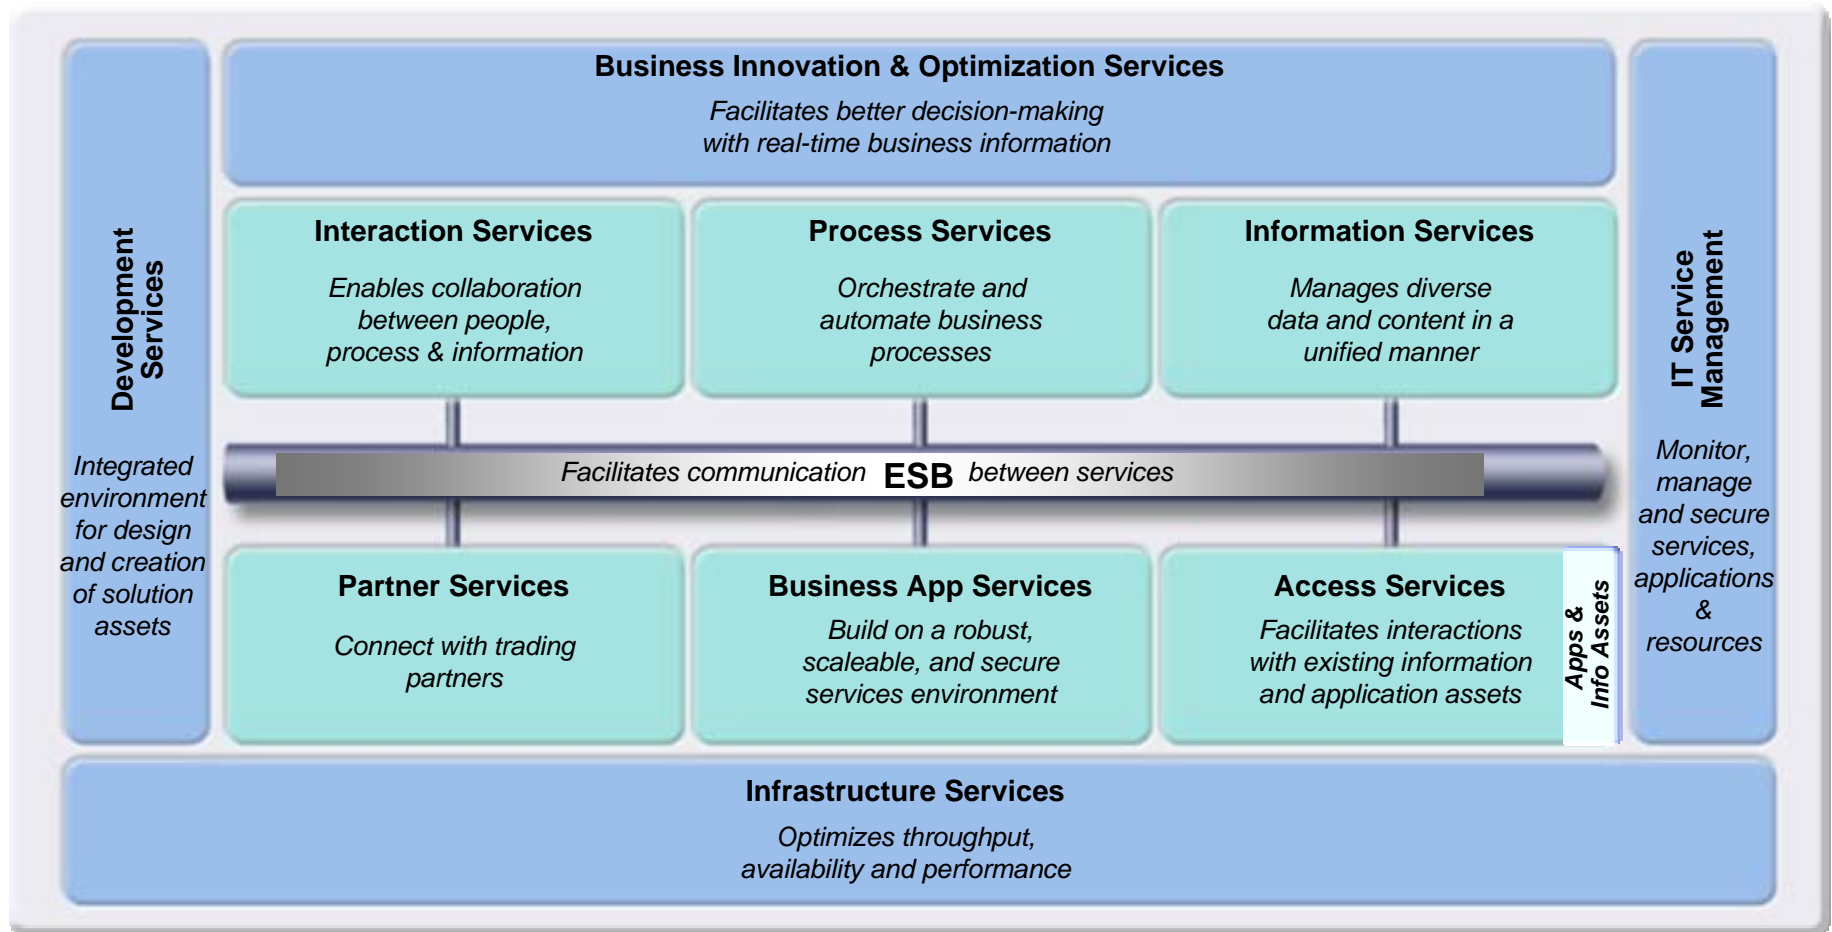 Business Innovation & Optimization Services
Facilitates better decision-making
with real-time business information
Development
Services
Integrated
environment
for design
and creation
of solution
assets
Interaction Services
Enables collaboration
between people,
process & information
Process Services
Orchestrate and
automate business
processes
Information Services
Manages diverse
data and content in a
unified manner
IT Service
Management
Monitor,
manage
and secure
services,
applications
&
resources
Facilitates communication ESB between services
Partner Services
Connect with trading
partners
Business App Services
Build on a robust,
scaleable, and secure
services environment
Access Services
Facilitates interactions
with existing information
and application assets
Apps &
Info Assets
Infrastructure Services
Optimizes throughput,
availability and performance